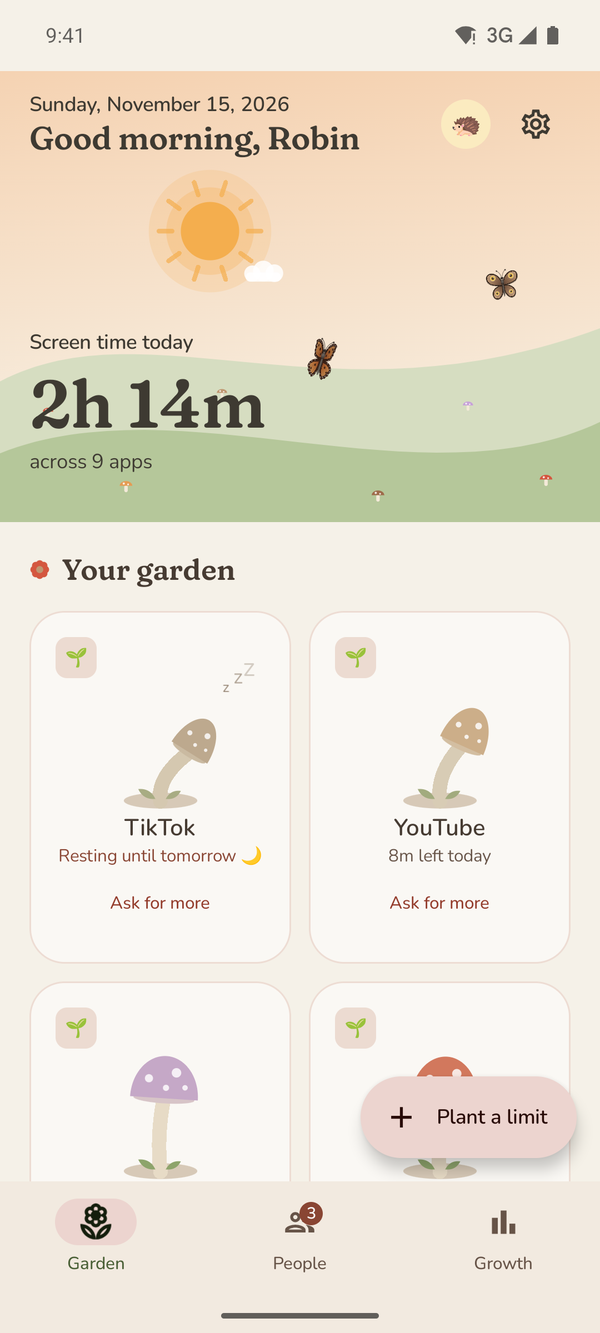 9:41
3G
Sunday, November 15, 2026
Good morning, Robin
Screen time today
2h 14m
across 9 apps
Your garden
z z Z
TikTok
Resting until tomorrow 🌙
Ask for more
YouTube
8m left today
Ask for more
Plant a limit
3
Garden
People
Growth